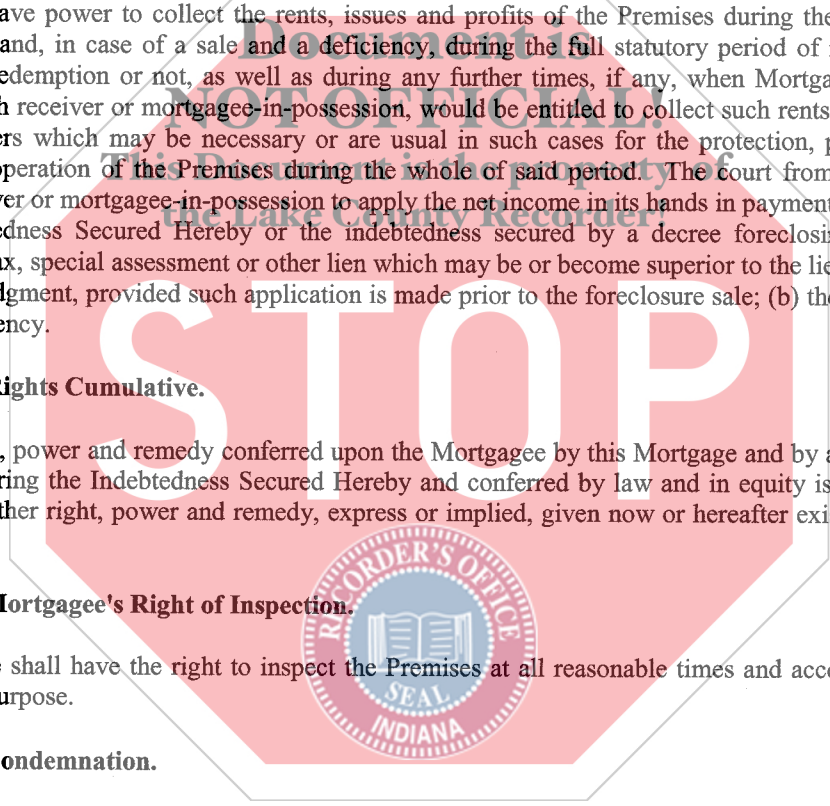 ave power to collect the rents, issues and profits of the Premises during the
and, in case of a sale and a deficiency, during the full statutory period of
Document is
edemption or not, as well as during any further times, if any, when Mortga
NOT OFFICIAL!
h receiver or mortgagee-in-possession, would be entitled to collect such rents
ers which may be necessary or are usual in such cases for the protection, p
This Document is the property of
operation of the Premises during the whole of said period. The court from
ver or mortgagee-in-possession to apply the net income in its hands in payment
the Lake County Recorder!
edness Secured Hereby or the indebtedness secured by a decree foreclosi
ax, special assessment or other lien which may be or become superior to the lie
dgment, provided such application is made prior to the foreclosure sale; (b) the
ency.
STOP
Rights Cumulative.
, power and remedy conferred upon the Mortgagee by this Mortgage and by a
ring the Indebtedness Secured Hereby and conferred by law and in equity is
ther right, power and remedy, express or implied, given now or hereafter exi
RECORDER'S OFFICE
Mortgagee's Right of Inspection.
shall have the right to inspect the Premises at all reasonable times and acce
urpose.
SEAL
INDIANA
ondemnation.